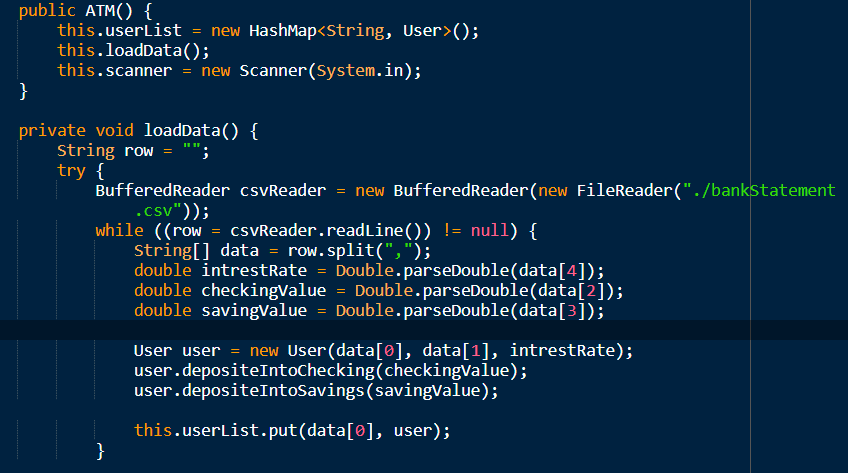 public ATM() {
this.userList = new HashMap<String, User>();
this.loadData();
this.scanner = new Scanner(System.in);
}
private void loadData() {
String row = "";
try {
BufferedReader csvReader = new BufferedReader(new FileReader("./bankStatement
.csv"));
while ((row = csvReader.readLine()) != null) {
String[] data = row.split(",");
double intrestRate = Double.parseDouble(data[4]);
double checkingValue = Double.parseDouble(data[2]);
double savingValue = Double.parseDouble(data[3]);
User user = new User(data[0], data[1], intrestRate);
user.depositeIntoChecking(checkingValue);
user.depositeIntoSavings(savingValue);
this.userList.put(data[0], user);
}